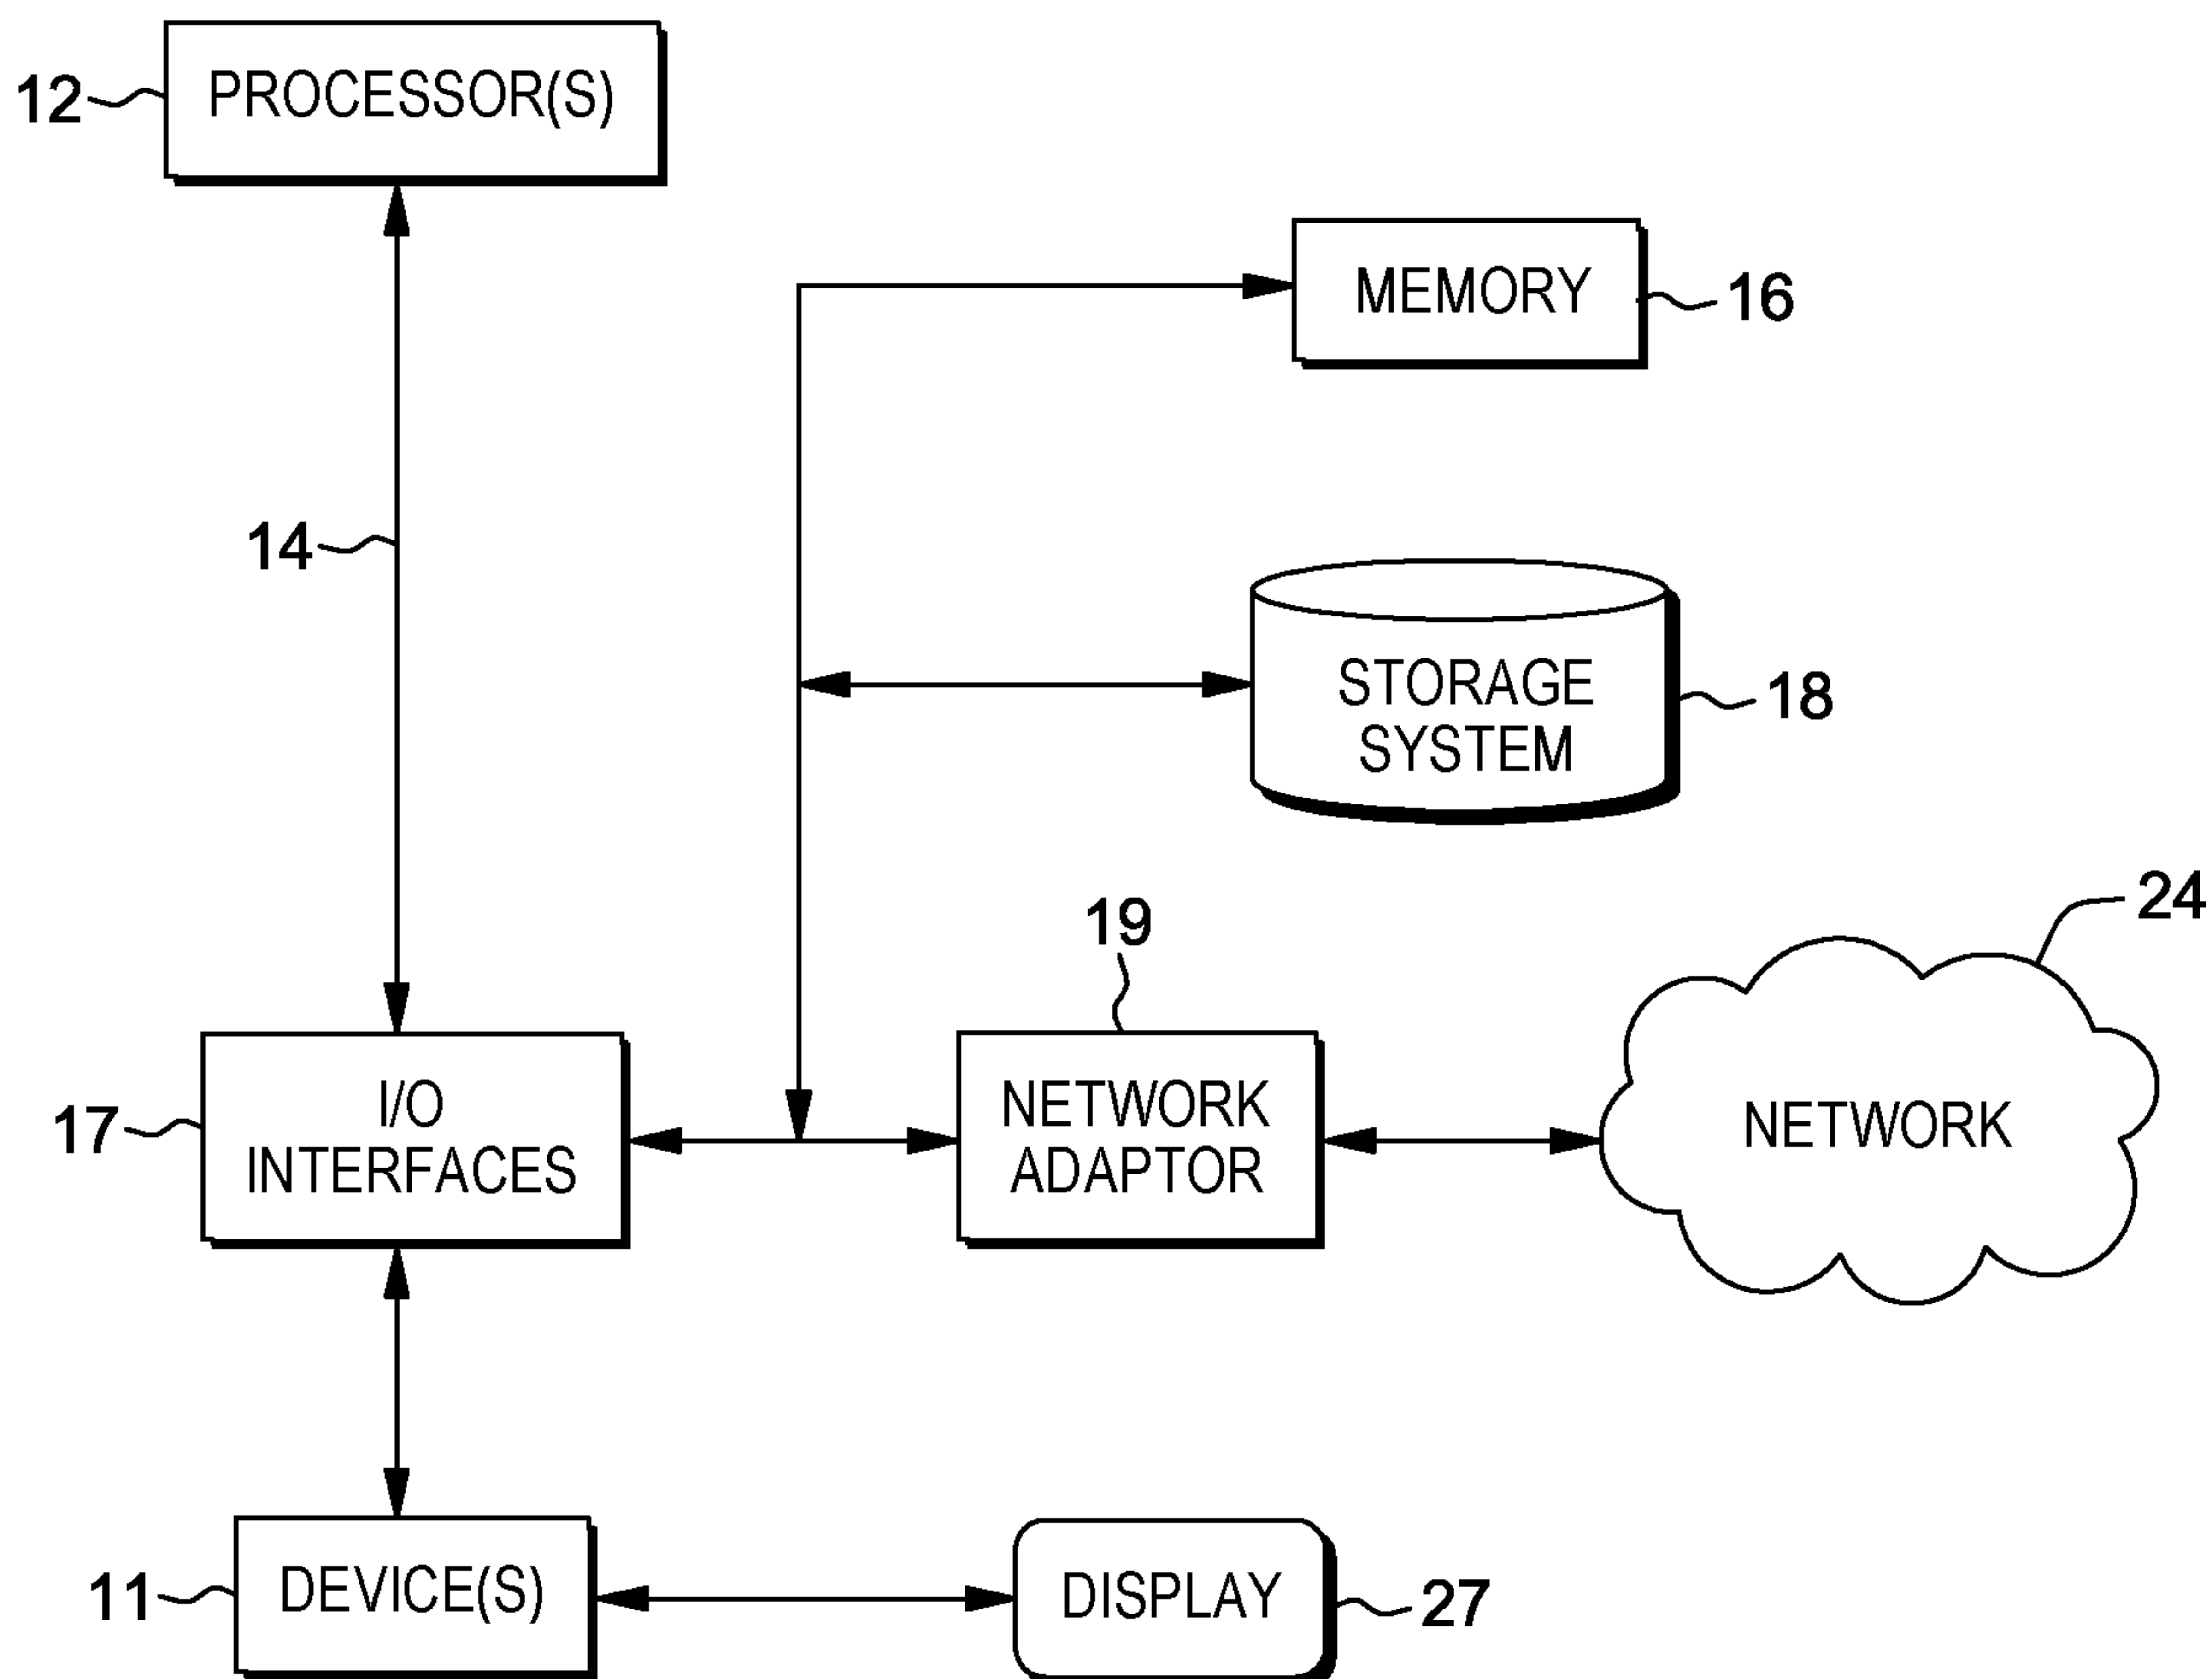 12
PROCESSOR(S)
MEMORY
16
14
STORAGE
SYSTEM
18
19
24
17
I/O
INTERFACES
NETWORK
ADAPTOR
NETWORK
11
DEVICE(S)
DISPLAY
27